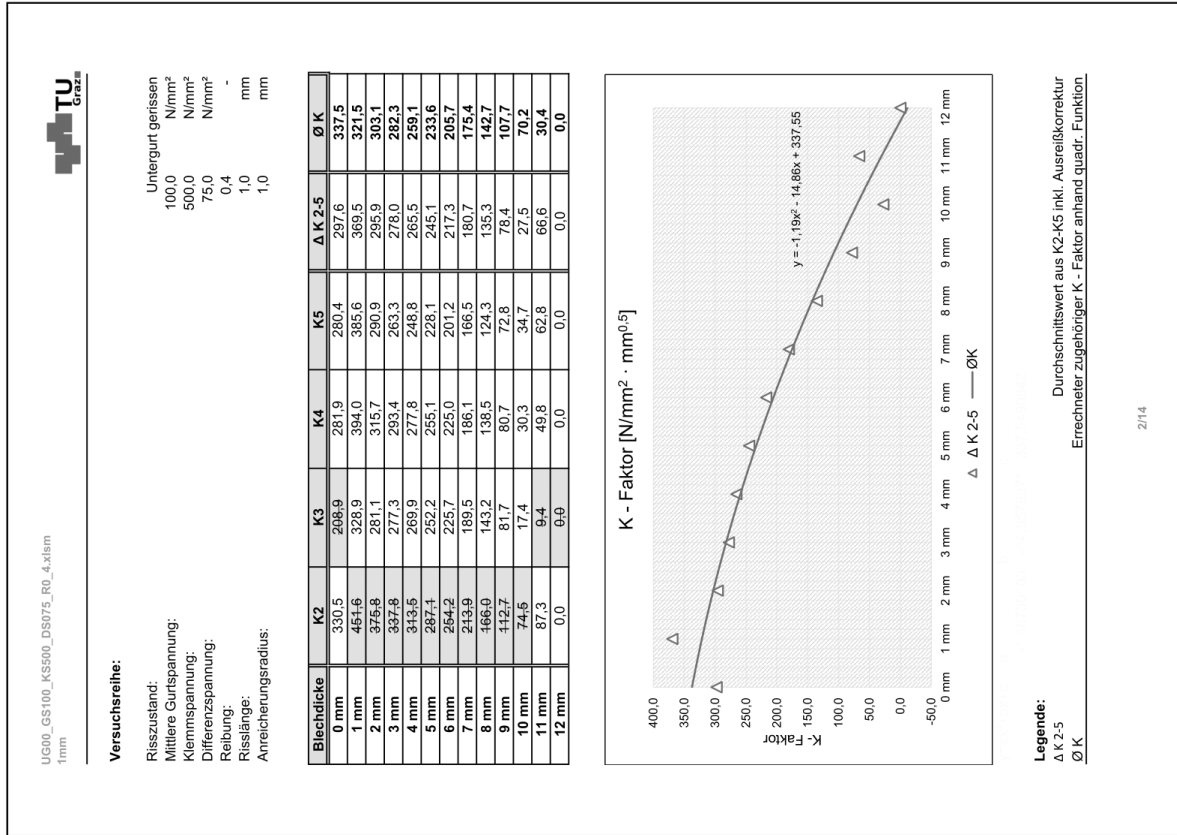 UG00_GS100_KS500_DS075_R0_4.xlsm
1mm
TU
Graz
Versuchsreihe:
Risszustand: Untergurt gerissen
Mittlere Gurtspannung: 100,0 N/mm²
Klemmspannung: 500,0 N/mm²
Differenzspannung: 75,0 N/mm²
Reibung: 0,4 -
Risslänge: 1,0 mm
Anreicherungsradius: 1,0 mm
Blechdicke K2 K3 K4 K5 Δ K 2-5 Ø K
0 mm 330,5 208,9 281,9 280,4 297,6 337,5
1 mm 451,6 328,9 394,0 385,6 369,5 321,5
2 mm 375,8 281,1 315,7 290,9 295,9 303,1
3 mm 337,8 277,3 293,4 263,3 278,0 282,3
4 mm 313,5 269,9 277,8 248,8 265,5 259,1
5 mm 287,1 252,2 255,1 228,1 245,1 233,6
6 mm 254,2 225,7 225,0 201,2 217,3 205,7
7 mm 213,9 189,5 186,1 166,5 180,7 175,4
8 mm 166,0 143,2 138,5 124,3 135,3 142,7
9 mm 112,7 81,7 80,7 72,8 78,4 107,7
10 mm 74,5 17,4 30,3 34,7 27,5 70,2
11 mm 87,3 9,4 49,8 62,8 66,6 30,4
12 mm 0,0 0,0 0,0 0,0 0,0 0,0
K - Faktor [N/mm² · mm⁰,⁵]
K- Faktor
400,0
350,0
300,0
250,0
200,0
150,0
100,0
50,0
0,0
-50,0
y = -1,19x² - 14,86x + 337,55
0 mm 1 mm 2 mm 3 mm 4 mm 5 mm 6 mm 7 mm 8 mm 9 mm 10 mm 11 mm 12 mm
Δ K 2-5 ØK
Legende:
Δ K 2-5 Durchschnittswert aus K2-K5 inkl. Ausreißkorrektur
Ø K Errechneter zugehöriger K - Faktor anhand quadr. Funktion
2/14